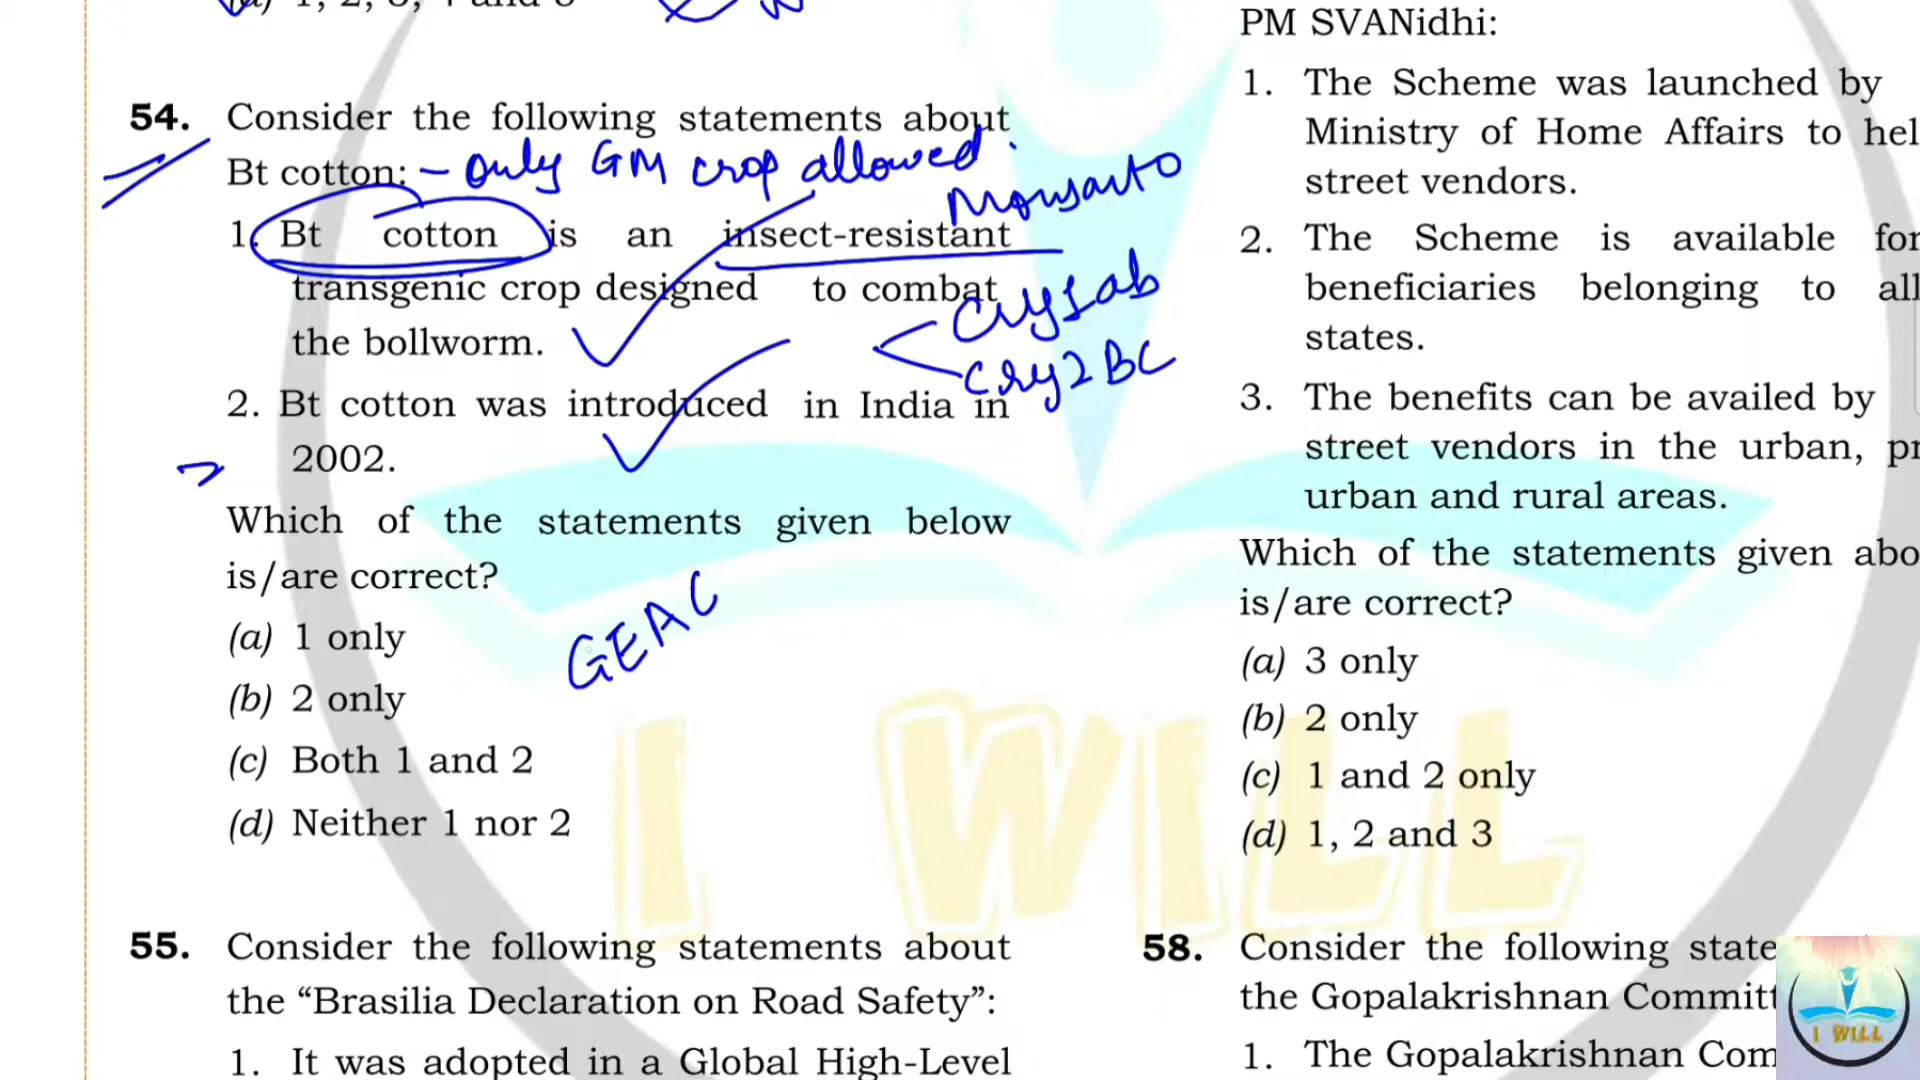 54. Consider the following statements about
Bt cotton: - only GM crop allowed.
Monsanto
1. Bt cotton is an insect-resistant
transgenic crop designed to combat
the bollworm.
Cry1ab
Cry2BC
2. Bt cotton was introduced in India in
2002.
Which of the statements given below
is/are correct?
GEAC
(a) 1 only
(b) 2 only
(c) Both 1 and 2
(d) Neither 1 nor 2
55. Consider the following statements about
the “Brasilia Declaration on Road Safety”:
1. It was adopted in a Global High-Level
PM SVANidhi:
1. The Scheme was launched by
Ministry of Home Affairs to hel
street vendors.
2. The Scheme is available for
beneficiaries belonging to all
states.
3. The benefits can be availed by
street vendors in the urban, pr
urban and rural areas.
Which of the statements given abo
is/are correct?
(a) 3 only
(b) 2 only
(c) 1 and 2 only
(d) 1, 2 and 3
58. Consider the following state
the Gopalakrishnan Committ
1. The Gopalakrishnan Com
I WILL
I WILL